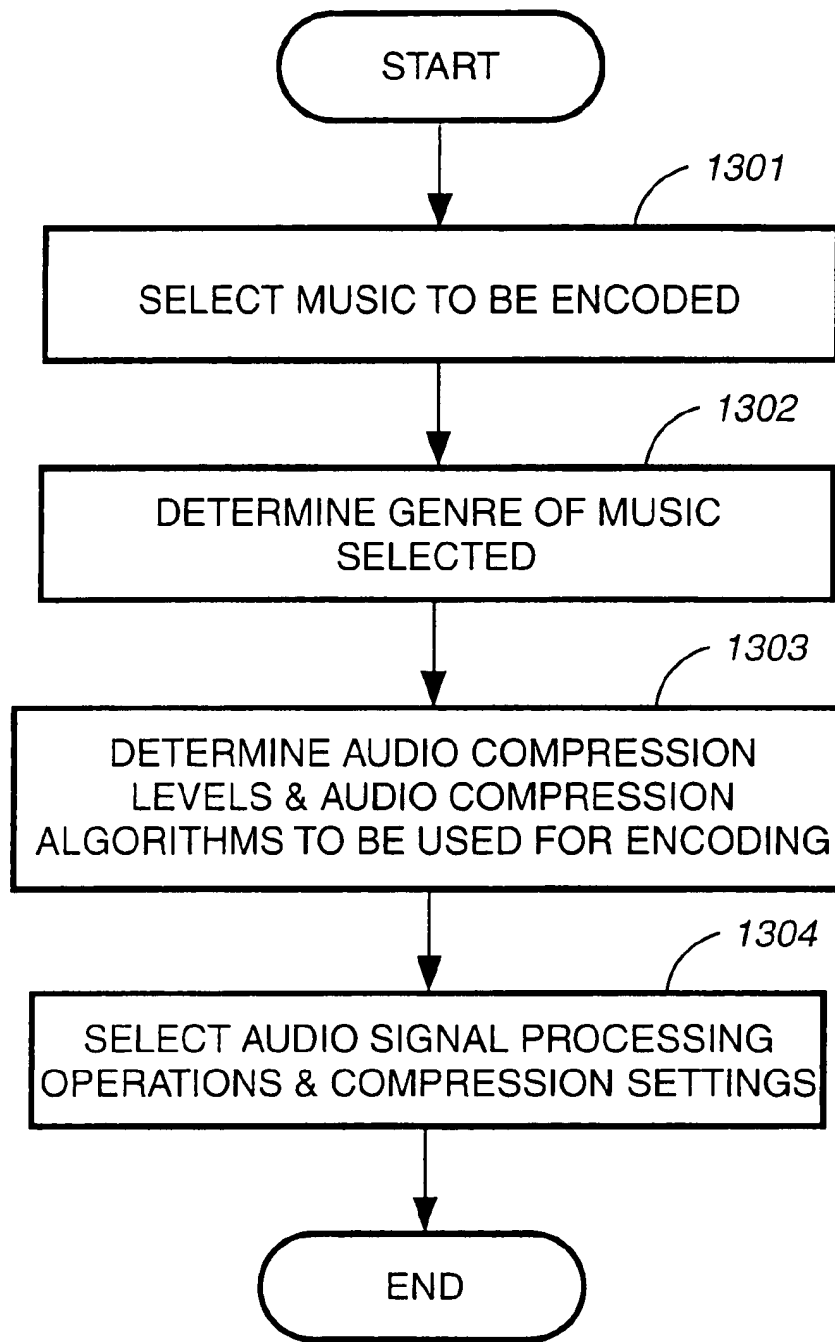 START
1301
SELECT MUSIC TO BE ENCODED
1302
DETERMINE GENRE OF MUSIC
SELECTED
1303
DETERMINE AUDIO COMPRESSION
LEVELS & AUDIO COMPRESSION
ALGORITHMS TO BE USED FOR ENCODING
1304
SELECT AUDIO SIGNAL PROCESSING
OPERATIONS & COMPRESSION SETTINGS
END